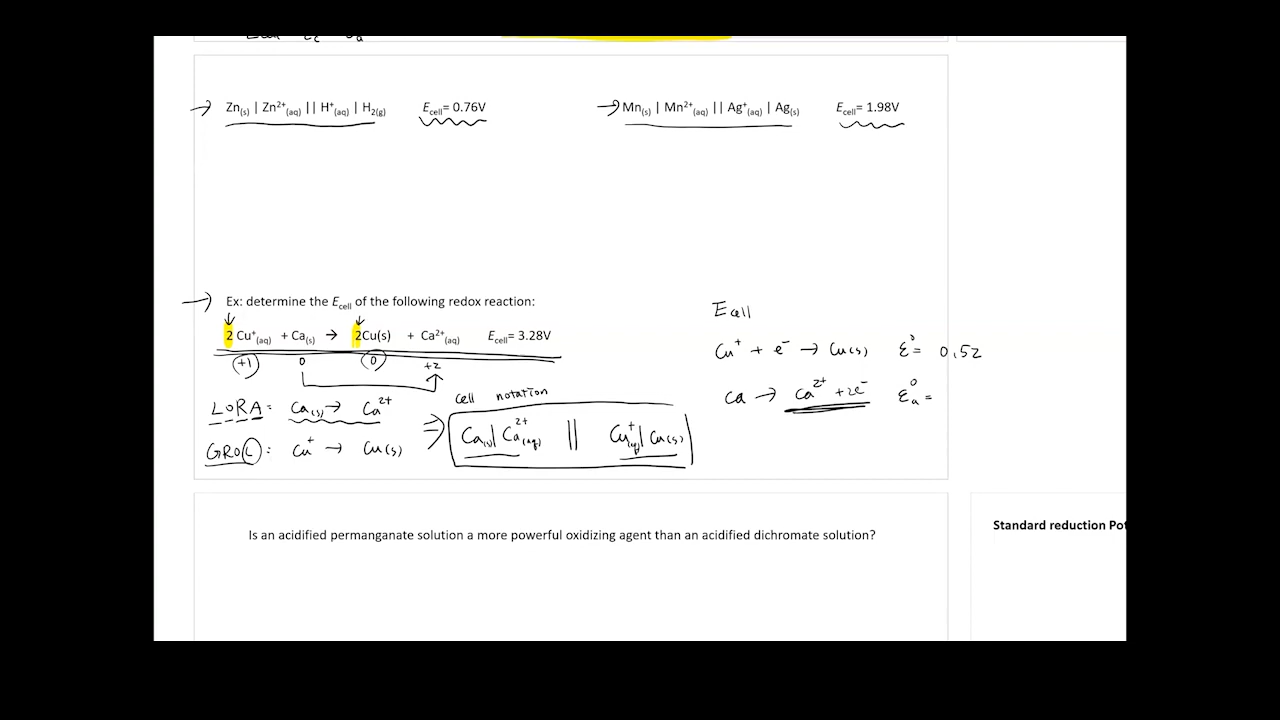 Zn(s) | Zn²⁺(aq) || H⁺(aq) | H₂(g) Ecell= 0.76V
Mn(s) | Mn²⁺(aq) || Ag⁺(aq) | Ag(s) Ecell= 1.98V
Ex: determine the Ecell of the following redox reaction:
2 Cu⁺(aq) + Ca(s) → 2Cu(s) + Ca²⁺(aq) Ecell= 3.28V
+1 0 0 +2
LORA: Ca(s) → Ca²⁺
GROC: Cu⁺ → Cu(s)
cell notation
⇒ Ca(s)| Ca²⁺(aq) || Cu⁺(aq)| Cu(s)
Ecell
Cu⁺ + e⁻ → Cu(s) ε°= 0.52
Ca → Ca²⁺ + 2e⁻ ε°a =
Is an acidified permanganate solution a more powerful oxidizing agent than an acidified dichromate solution?
Standard reduction